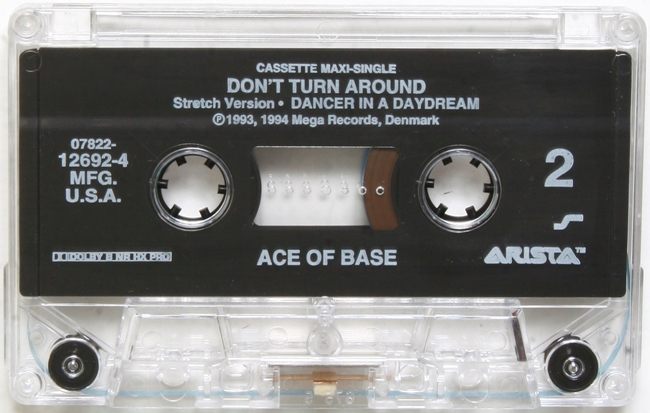 CASSETTE MAXI-SINGLE
DON'T TURN AROUND
Stretch Version • DANCER IN A DAYDREAM
℗1993, 1994 Mega Records, Denmark
07822-
12692-4
MFG.
U.S.A.
2
DOLBY B NR HX PRO
ACE OF BASE
ARISTA™